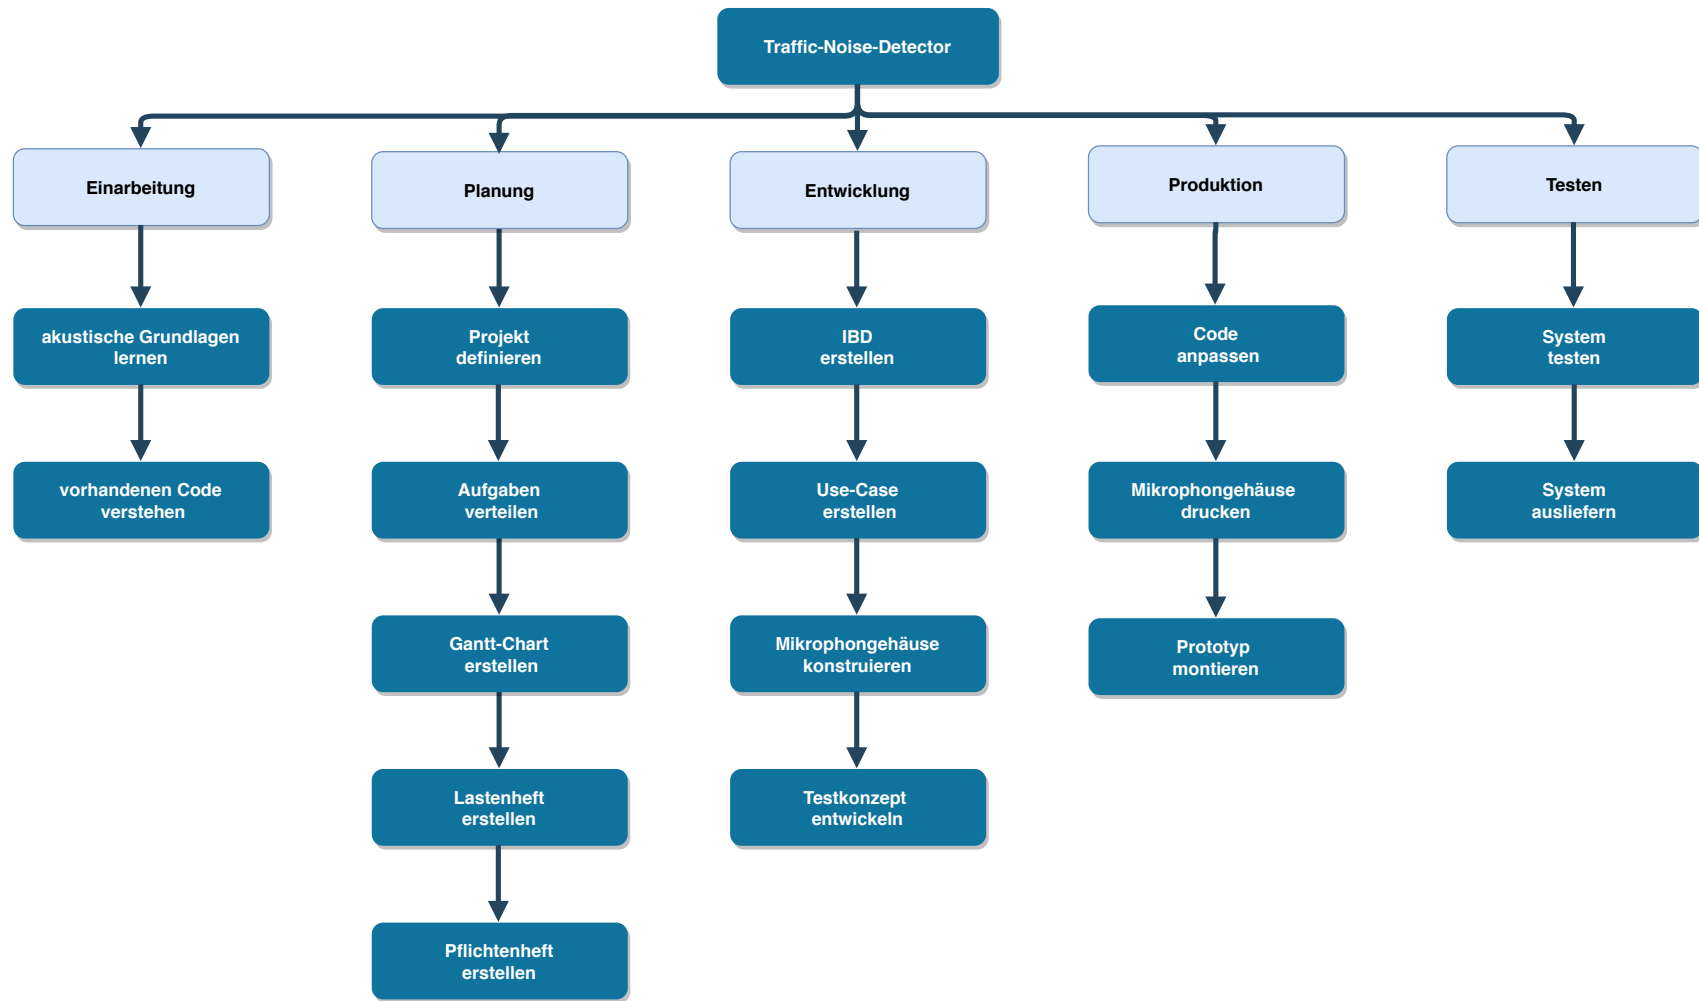 Traffic-Noise-Detector
Einarbeitung
Planung
Entwicklung
Produktion
Testen
akustische Grundlagen
lernen
Projekt
definieren
IBD
erstellen
Code
anpassen
System
testen
vorhandenen Code
verstehen
Aufgaben
verteilen
Use-Case
erstellen
Mikrophongehäuse
drucken
System
ausliefern
Gantt-Chart
erstellen
Mikrophongehäuse
konstruieren
Prototyp
montieren
Lastenheft
erstellen
Testkonzept
entwickeln
Pflichtenheft
erstellen